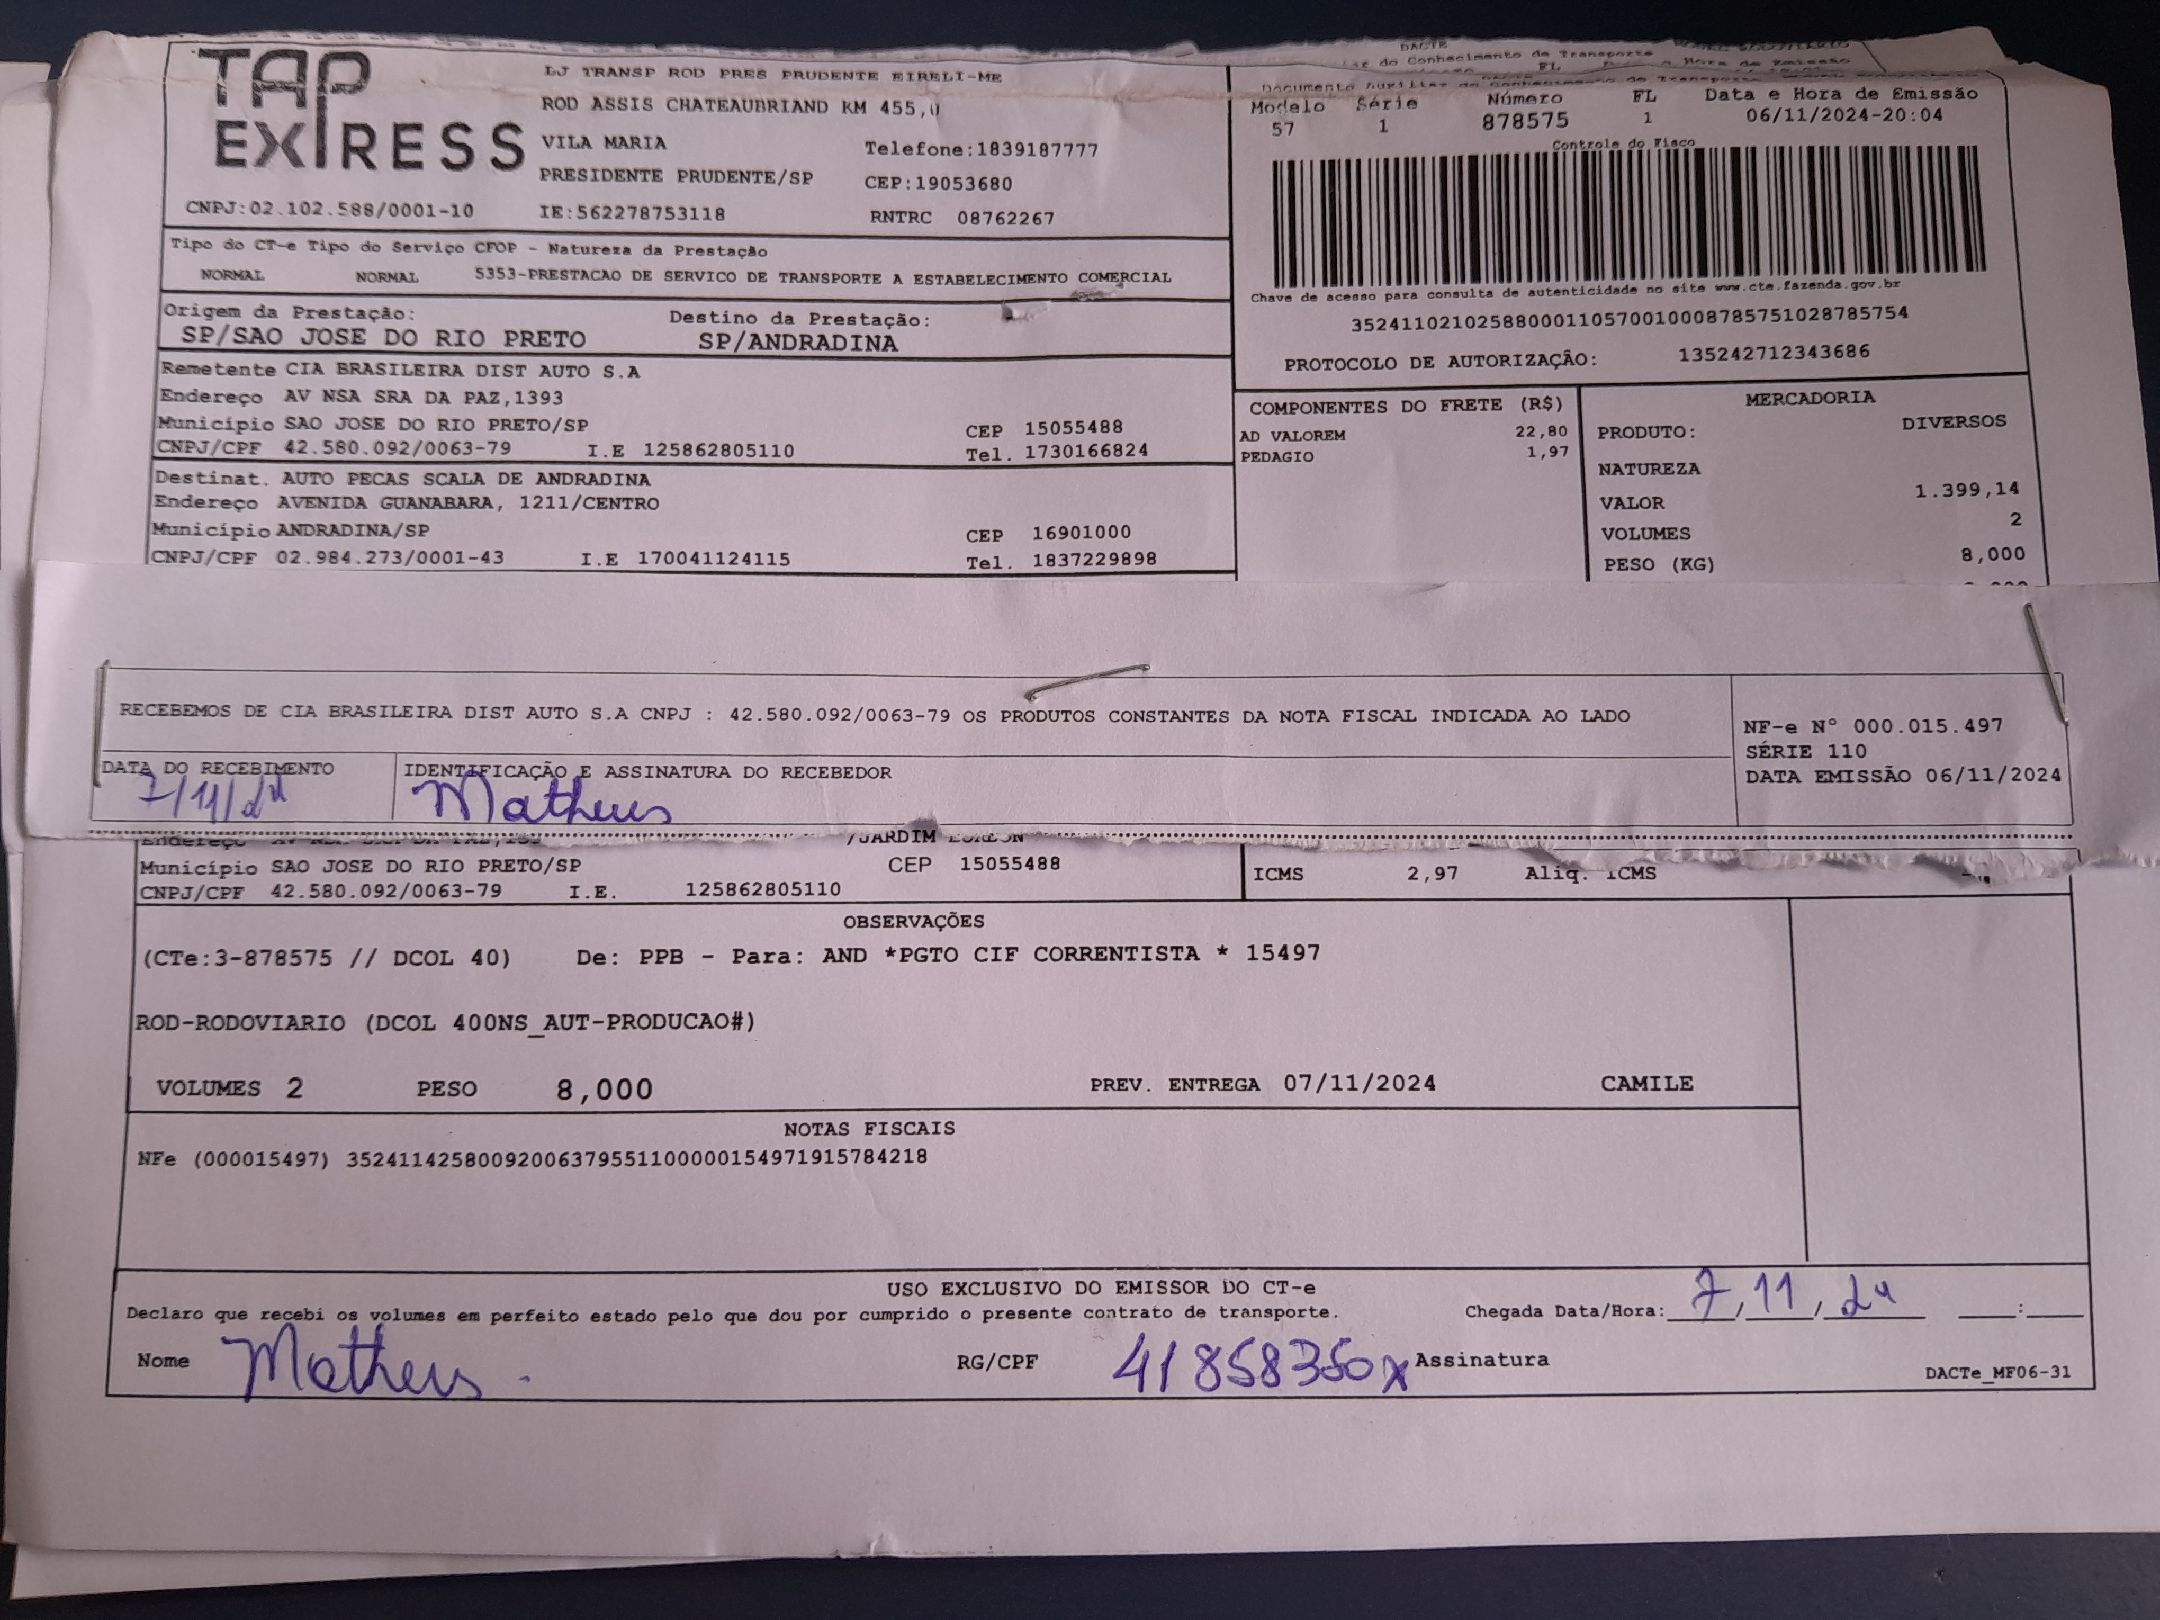 DACTE
do Conhecimento de Transporte
FL
TAP EXPRESS
LJ TRANSP ROD PRES PRUDENTE EIRELI-ME
ROD ASSIS CHATEAUBRIAND KM 455,0
VILA MARIA Telefone:1839187777
PRESIDENTE PRUDENTE/SP CEP:19053680
CNPJ:02.102.588/0001-10 IE:562278753118 RNTRC 08762267
Modelo Série Número FL Data e Hora de Emissão
57 1 878575 1 06/11/2024-20:04
Controle do Fisco
Chave de acesso para consulta de autenticidade no site www.cte.fazenda.gov.br
35241102102588000110570010008785751028785754
PROTOCOLO DE AUTORIZAÇÃO: 135242712343686
Tipo do CT-e Tipo do Serviço CFOP - Natureza da Prestação
NORMAL NORMAL 5353-PRESTACAO DE SERVICO DE TRANSPORTE A ESTABELECIMENTO COMERCIAL
Origem da Prestação: Destino da Prestação:
SP/SAO JOSE DO RIO PRETO SP/ANDRADINA
Remetente CIA BRASILEIRA DIST AUTO S.A
Endereço AV NSA SRA DA PAZ,1393
Município SAO JOSE DO RIO PRETO/SP CEP 15055488
CNPJ/CPF 42.580.092/0063-79 I.E 125862805110 Tel. 1730166824
Destinat. AUTO PECAS SCALA DE ANDRADINA
Endereço AVENIDA GUANABARA, 1211/CENTRO
Município ANDRADINA/SP CEP 16901000
CNPJ/CPF 02.984.273/0001-43 I.E 170041124115 Tel. 1837229898
COMPONENTES DO FRETE (R$)
AD VALOREM 22,80
PEDAGIO 1,97
MERCADORIA
PRODUTO: DIVERSOS
NATUREZA
VALOR 1.399,14
VOLUMES 2
PESO (KG) 8,000
RECEBEMOS DE CIA BRASILEIRA DIST AUTO S.A CNPJ : 42.580.092/0063-79 OS PRODUTOS CONSTANTES DA NOTA FISCAL INDICADA AO LADO
NF-e N° 000.015.497
SÉRIE 110
DATA EMISSÃO 06/11/2024
DATA DO RECEBIMENTO IDENTIFICAÇÃO E ASSINATURA DO RECEBEDOR
7/11/24 Matheus
Endereço /JARDIM
Município SAO JOSE DO RIO PRETO/SP CEP 15055488
CNPJ/CPF 42.580.092/0063-79 I.E. 125862805110
ICMS 2,97 Aliq. ICMS
OBSERVAÇÕES
(CTe:3-878575 // DCOL 40) De: PPB - Para: AND *PGTO CIF CORRENTISTA * 15497
ROD-RODOVIARIO (DCOL 400NS_AUT-PRODUCAO#)
VOLUMES 2 PESO 8,000 PREV. ENTREGA 07/11/2024 CAMILE
NOTAS FISCAIS
NFe (000015497) 35241142580092006379551100000154971915784218
USO EXCLUSIVO DO EMISSOR DO CT-e
Declaro que recebi os volumes em perfeito estado pelo que dou por cumprido o presente contrato de transporte. Chegada Data/Hora: 7/11/24 :
Nome Matheus. RG/CPF 41858350x Assinatura
DACTe_MF06-31